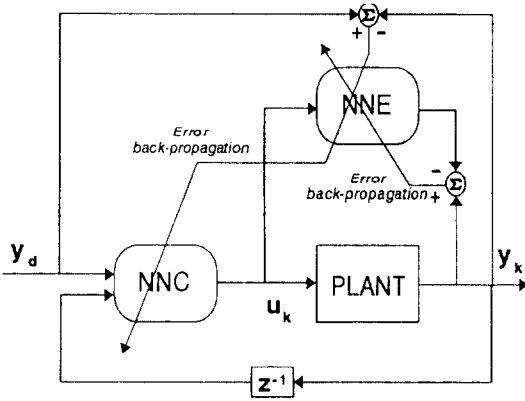 Σ
+ -
NNE
Error
back-propagation
-
Σ
+
Error
back-propagation
y_d
NNC
u_k
PLANT
y_k
z⁻¹